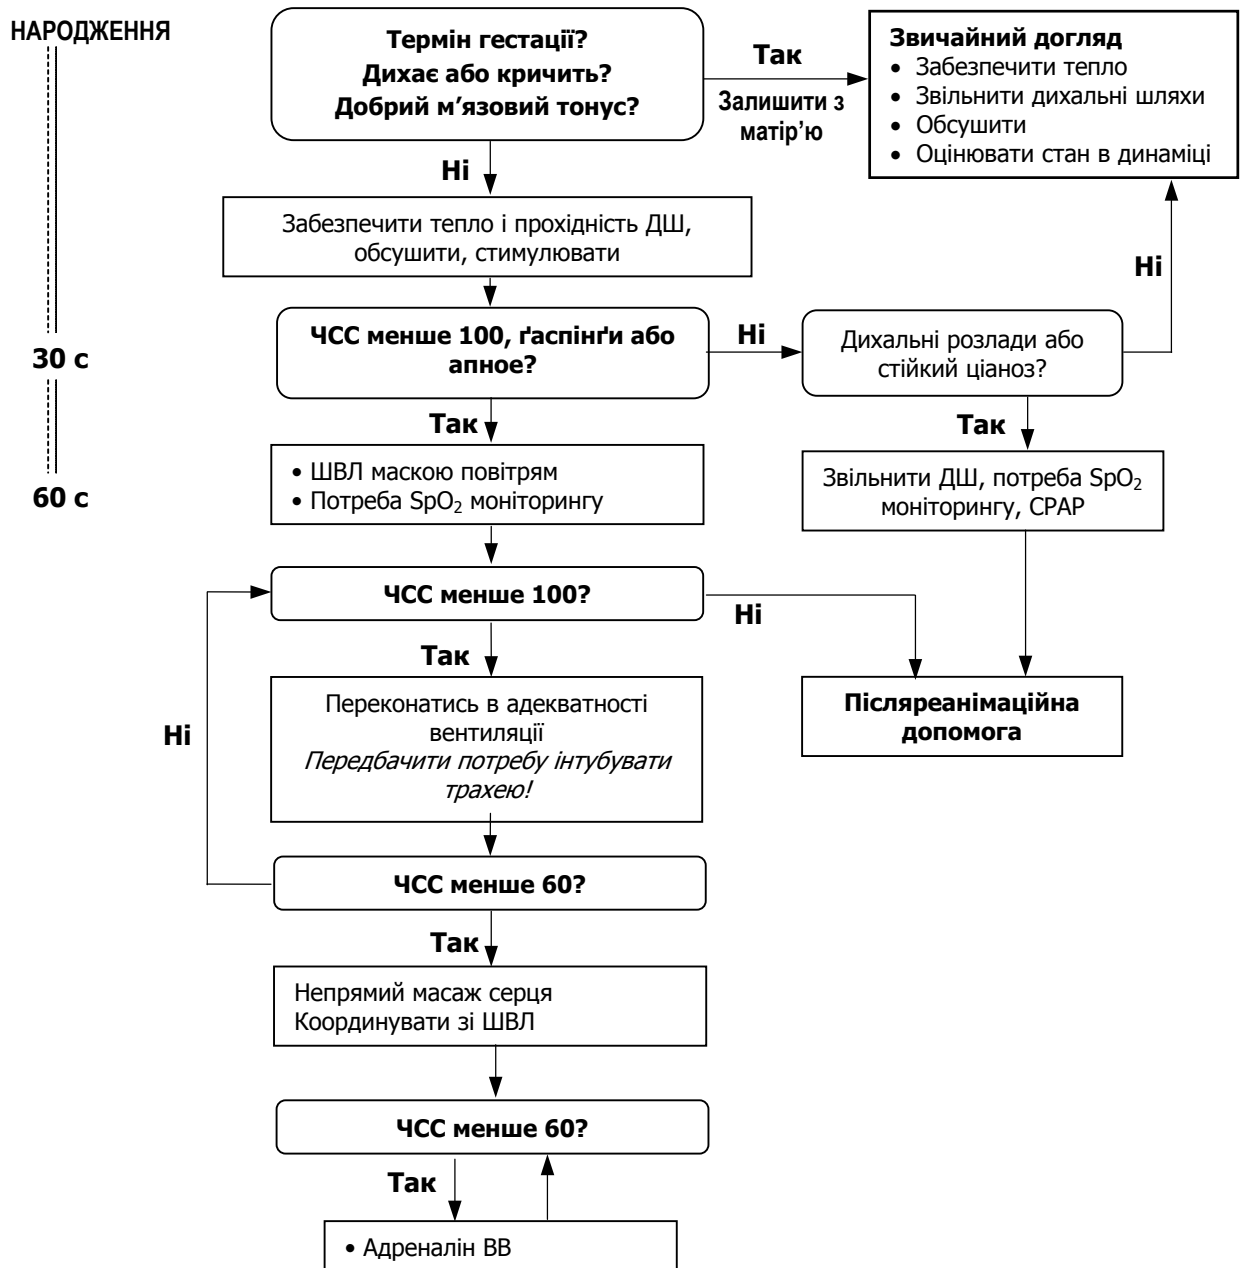 НАРОДЖЕННЯ
Термін гестації?
Дихає або кричить?
Добрий м’язовий тонус?
Так
Залишити з
матір’ю
Звичайний догляд
• Забезпечити тепло
• Звільнити дихальні шляхи
• Обсушити
• Оцінювати стан в динаміці
Ні
Забезпечити тепло і прохідність ДШ,
обсушити, стимулювати
Ні
30 с
ЧСС менше 100, ґаспінґи або
апное?
Ні
Дихальні розлади або
стійкий ціаноз?
Так
Так
60 с
• ШВЛ маскою повітрям
• Потреба SpO₂ моніторингу
Звільнити ДШ, потреба SpO₂
моніторингу, CPAP
ЧСС менше 100?
Ні
Так
Ні
Переконатись в адекватності
вентиляції
Передбачити потребу інтубувати
трахею!
Післяреанімаційна
допомога
ЧСС менше 60?
Так
Непрямий масаж серця
Координувати зі ШВЛ
ЧСС менше 60?
Так
• Адреналін ВВ